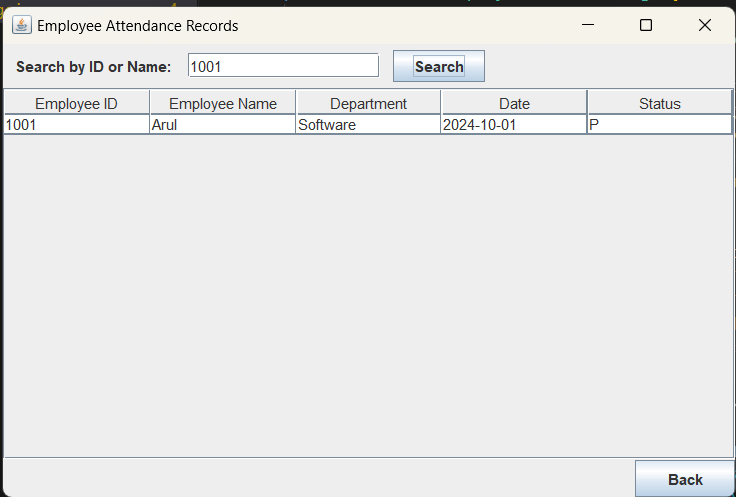 Employee Attendance Records
Search by ID or Name: 1001 Search
Employee ID Employee Name Department Date Status
1001 Arul Software 2024-10-01 P
Back